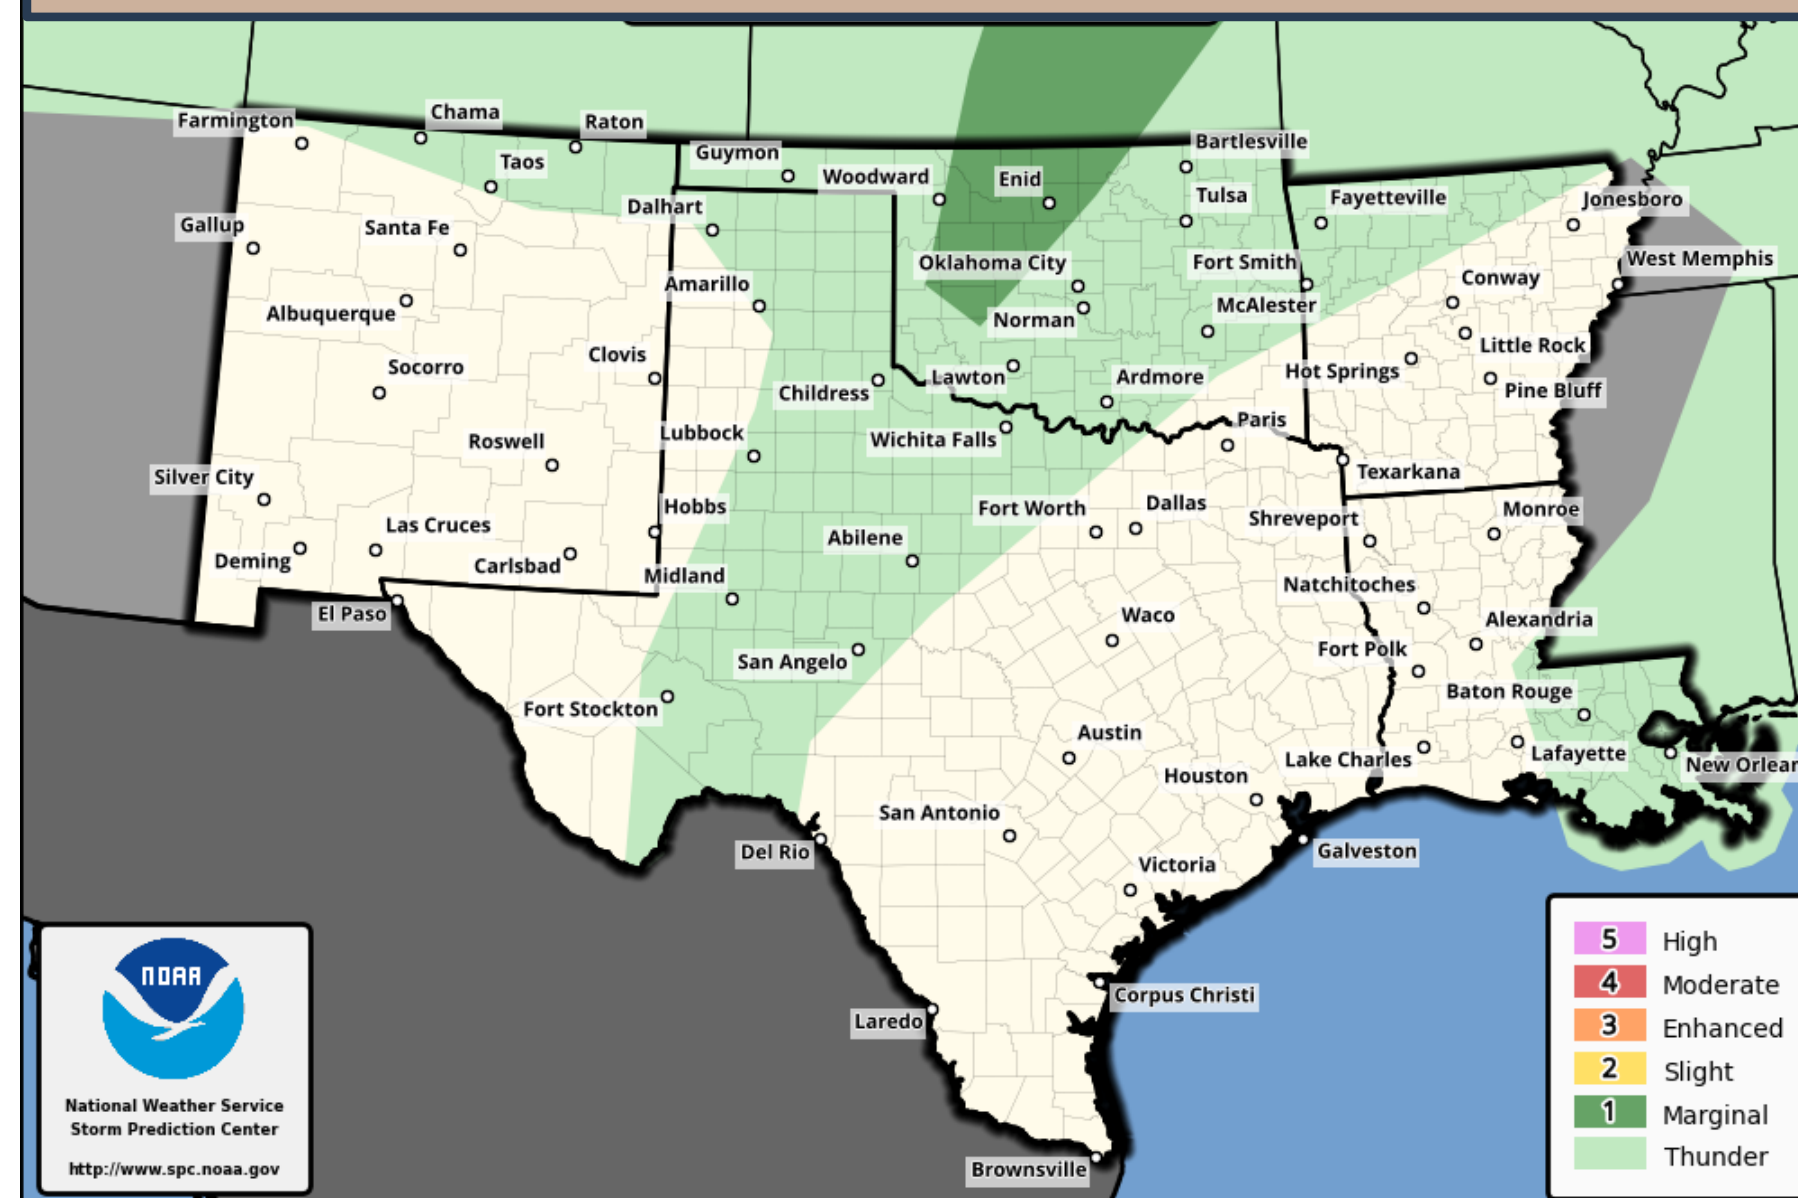 Farmington
Chama
Raton
Taos
Guymon
Woodward
Enid
Bartlesville
Tulsa
Fayetteville
Jonesboro
Gallup
Santa Fe
Dalhart
Oklahoma City
Fort Smith
West Memphis
Amarillo
Conway
Albuquerque
Norman
McAlester
Little Rock
Socorro
Clovis
Childress
Lawton
Ardmore
Hot Springs
Pine Bluff
Roswell
Lubbock
Wichita Falls
Paris
Silver City
Texarkana
Hobbs
Fort Worth
Dallas
Shreveport
Monroe
Las Cruces
Abilene
Deming
Carlsbad
Midland
Natchitoches
El Paso
Waco
Alexandria
San Angelo
Fort Polk
Fort Stockton
Baton Rouge
Austin
Lake Charles
Lafayette
New Orlean
Houston
San Antonio
Del Rio
Galveston
Victoria
Corpus Christi
Laredo
Brownsville
NOAA
National Weather Service
Storm Prediction Center
http://www.spc.noaa.gov
5 High
4 Moderate
3 Enhanced
2 Slight
1 Marginal
Thunder